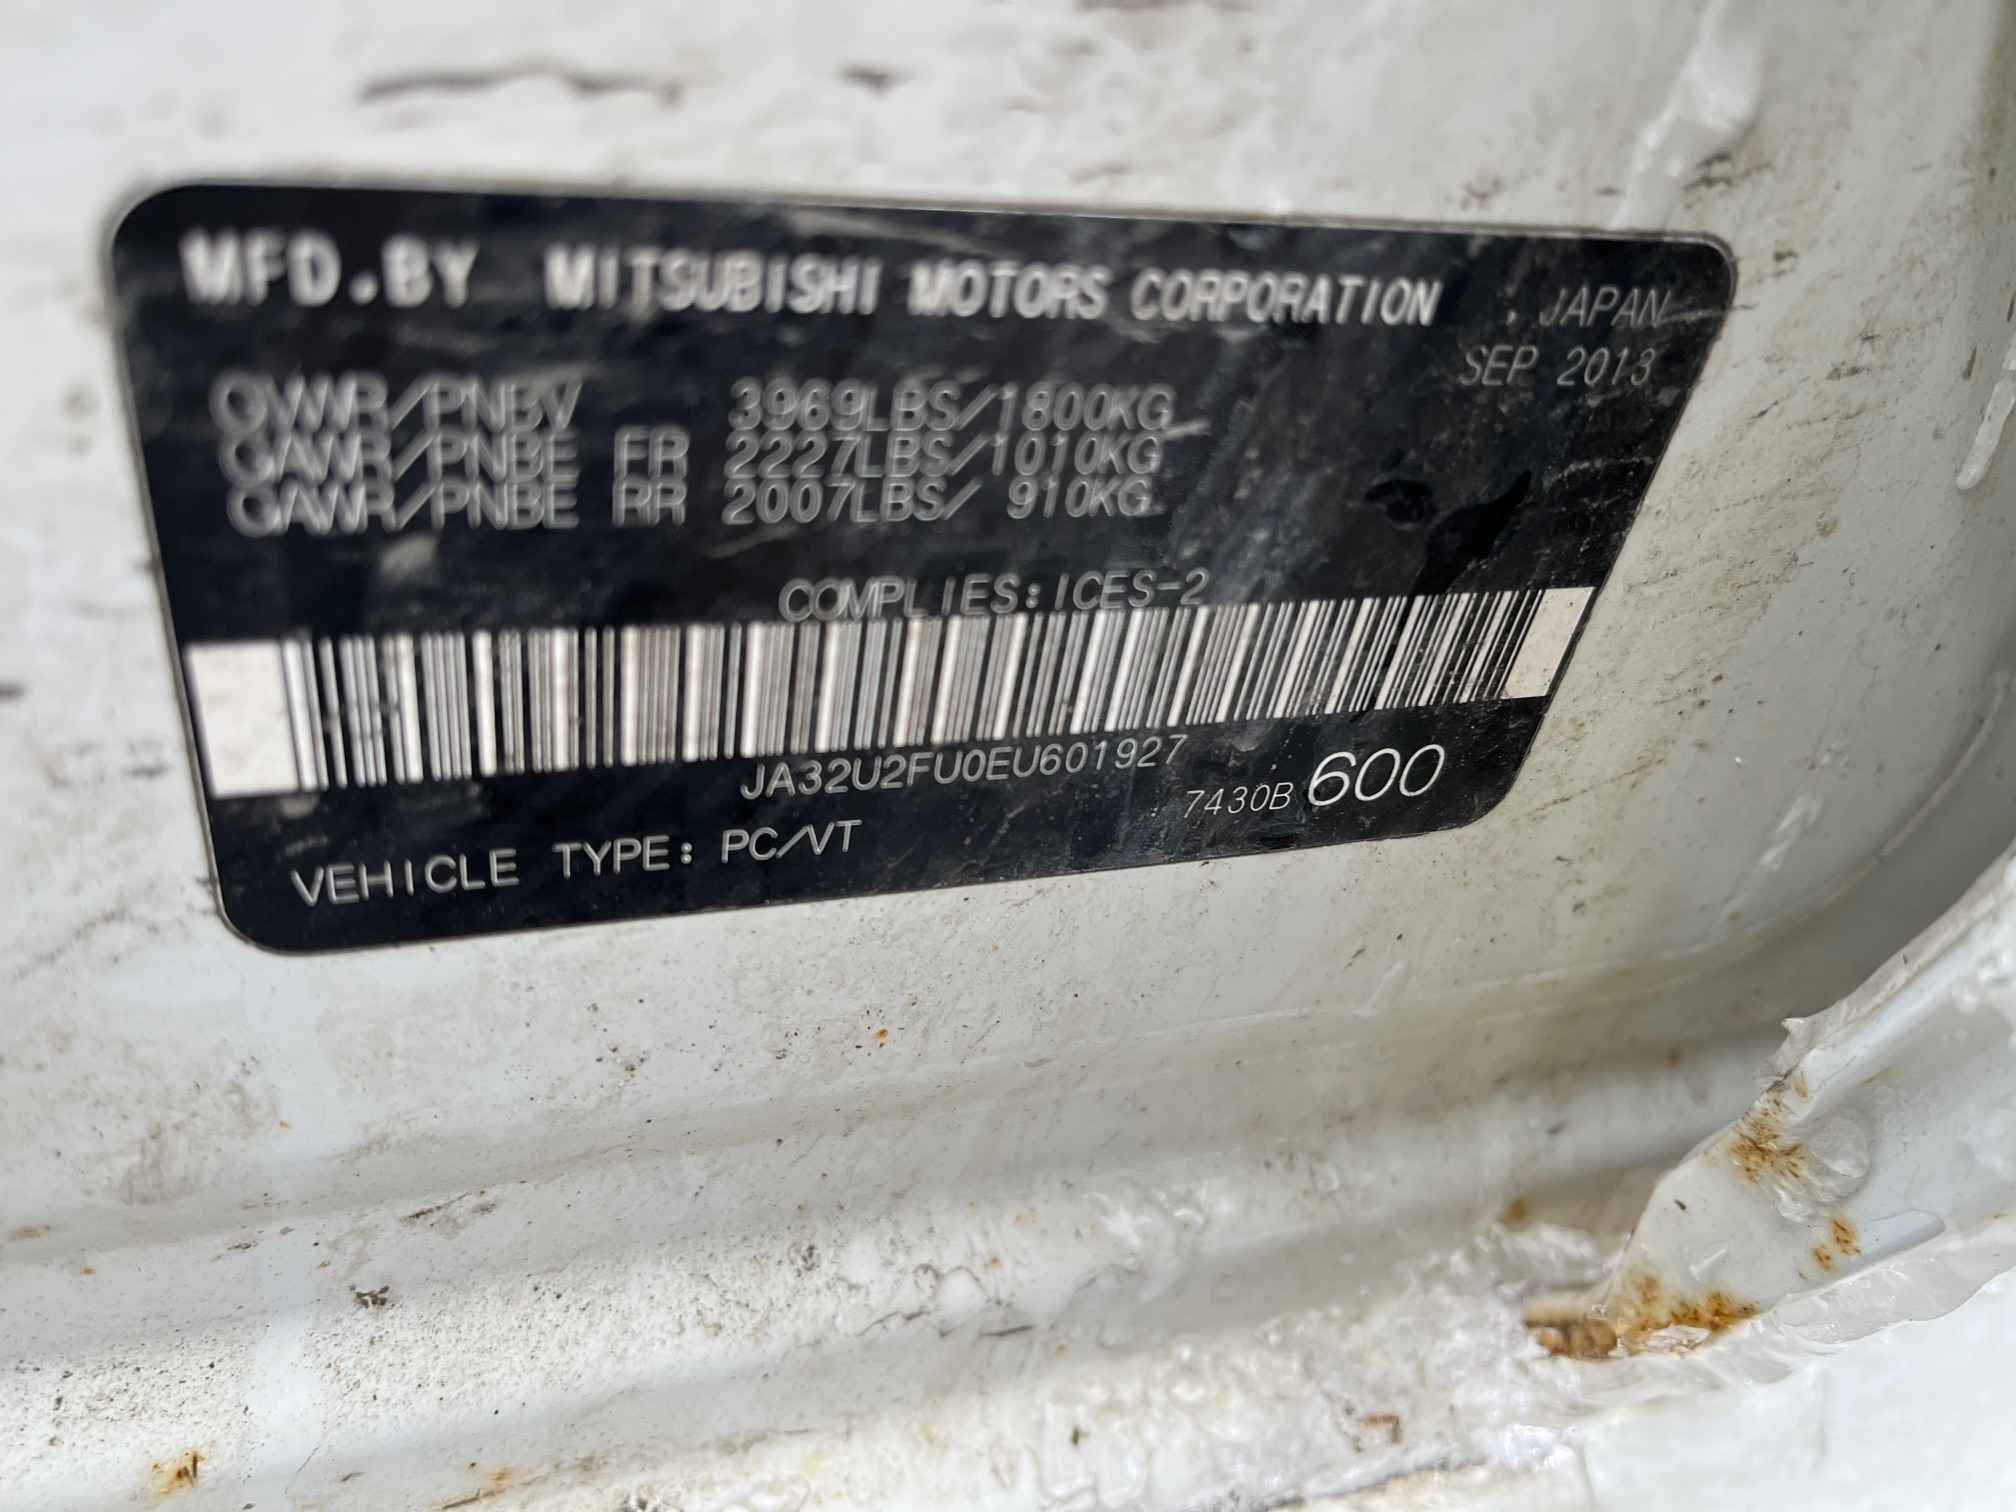 MFD.BY MITSUBISHI MOTORS CORPORATION JAPAN
SEP 2013
GVWR/PNBV 3969LBS/1800KG
GAWR/PNBE FR 2227LBS/1010KG
GAWR/PNBE RR 2007LBS/ 910KG
COMPLIES:ICES-2
JA32U2FU0EU601927
7430B 600
VEHICLE TYPE: PC/VT